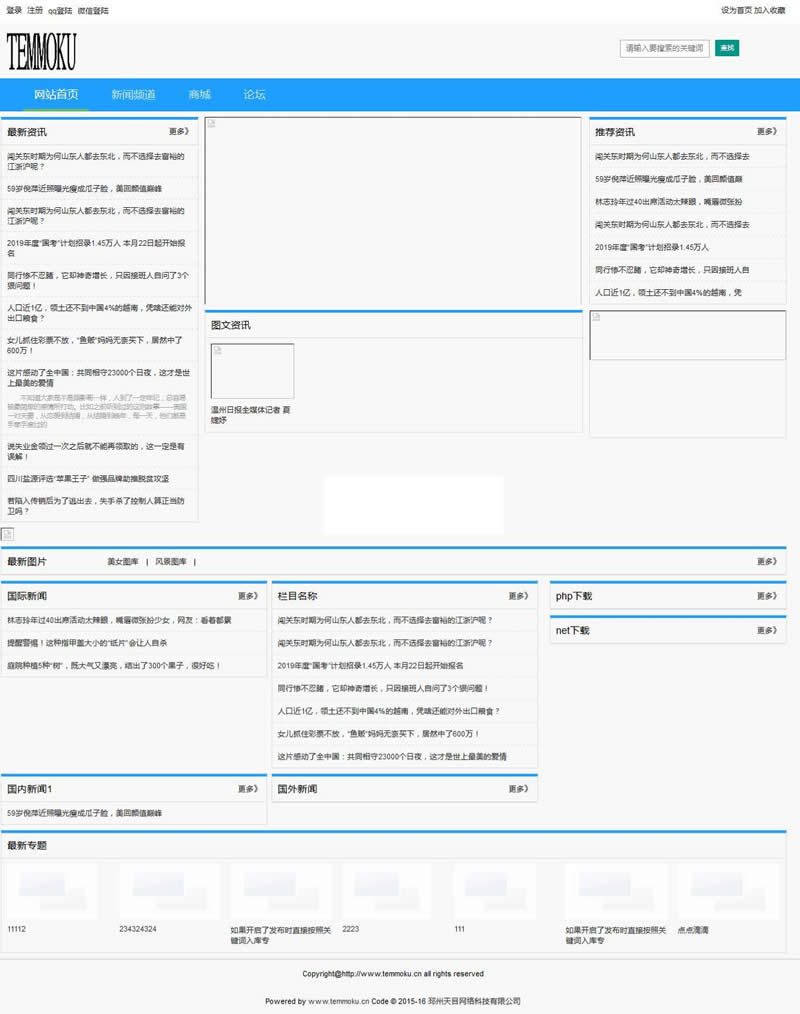 登录 注册 qq登陆 微信登陆
设为首页 加入收藏
TEMMOKU
请输入要搜索的关键词
查找
网站首页 新闻频道 商城 论坛
最新资讯 更多》
闯关东时期为何山东人都去东北，而不选择去富裕的
江浙沪呢？
59岁倪萍近照曝光瘦成瓜子脸，美回颜值巅峰
闯关东时期为何山东人都去东北，而不选择去富裕的
江浙沪呢？
2019年度"国考"计划招录1.45万人 本月22日起开始报
名
同行惨不忍睹，它却神奇增长，只因接班人自问了3个
狠问题！
人口近1亿，领土还不到中国4%的越南，凭啥还能对外
出口粮食？
女儿抓住彩票不放，"鱼贩"妈妈无奈买下，居然中了
600万！
这片感动了全中国：共同相守23000个日夜，这才是世
上最美的爱情
说失业金领过一次之后就不能再领取的，这一定是有
误解！
四川盐源评选"苹果王子" 做强品牌助推脱贫攻坚
若陷入传销后为了逃出去，失手杀了控制人算正当防
卫吗？
图文资讯
温州日报全媒体记者 夏
婕妤
推荐资讯 更多》
闯关东时期为何山东人都去东北，而不选择去
59岁倪萍近照曝光瘦成瓜子脸，美回颜值巅
林志玲年过40出席活动太辣眼，嘴唇微张扮
闯关东时期为何山东人都去东北，而不选择去
2019年度"国考"计划招录1.45万人
同行惨不忍睹，它却神奇增长，只因接班人自
人口近1亿，领土还不到中国4%的越南，凭
最新图片 美女图库 | 风景图库 | 更多》
国际新闻 更多》
林志玲年过40出席活动太辣眼，嘴唇微张扮少女，网友：看着都累
提醒警惕！这种指甲盖大小的"纸片"会让人自杀
庭院种植5种"树"，既大气又漂亮，结出了300个果子，很好吃！
栏目名称 更多》
闯关东时期为何山东人都去东北，而不选择去富裕的江浙沪呢？
闯关东时期为何山东人都去东北，而不选择去富裕的江浙沪呢？
2019年度"国考"计划招录1.45万人 本月22日起开始报名
同行惨不忍睹，它却神奇增长，只因接班人自问了3个狠问题！
人口近1亿，领土还不到中国4%的越南，凭啥还能对外出口粮食？
女儿抓住彩票不放，"鱼贩"妈妈无奈买下，居然中了600万！
这片感动了全中国：共同相守23000个日夜，这才是世上最美的爱情
php下载 更多》
net下载 更多》
国内新闻1 更多》
59岁倪萍近照曝光瘦成瓜子脸，美回颜值巅峰
国外新闻 更多》
最新专题
11112
234324324
如果开启了发布时直接按照关
键词入库专
2223
111
如果开启了发布时直接按照关
键词入库专
点点滴滴
Copyright@http://www.temmoku.cn all rights reserved
Powered by www.temmoku.cn Code © 2015-16 邳州天目网络科技有限公司